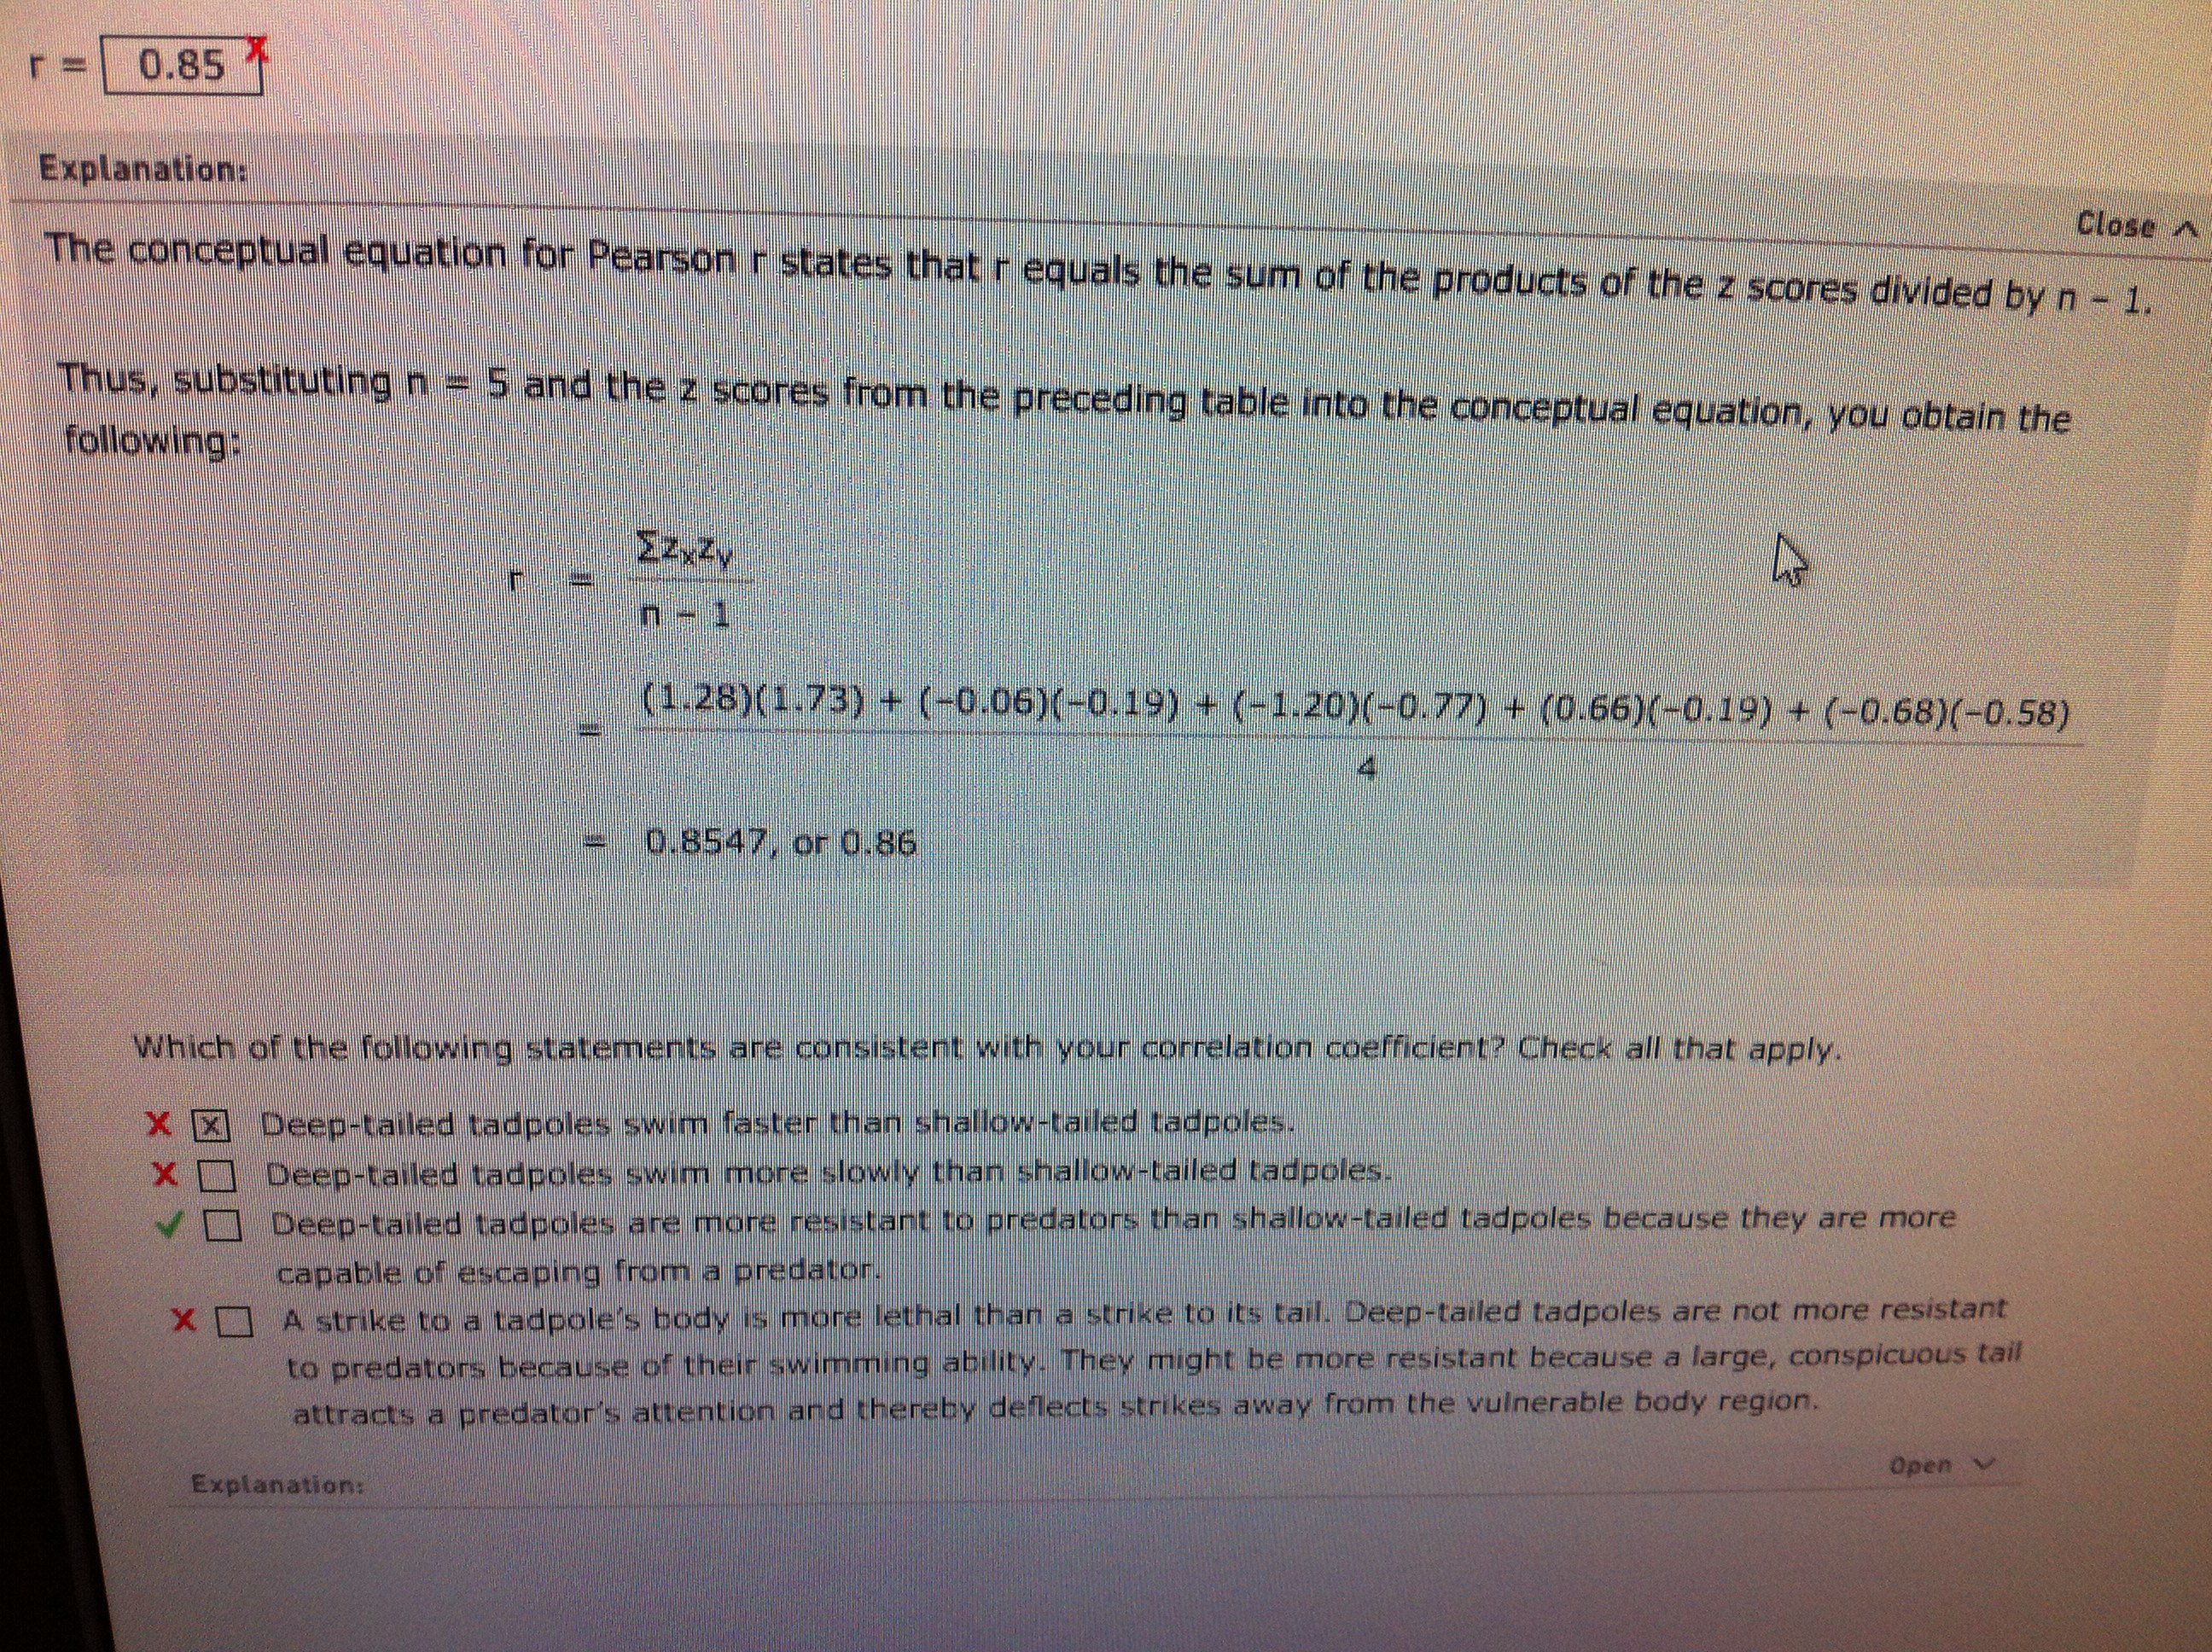 r = 0.85 X
Explanation:
Close ^
The conceptual equation for Pearson r states that r equals the sum of the products of the z scores divided by n - 1.
Thus, substituting n = 5 and the z scores from the preceding table into the conceptual equation, you obtain the
following:
r = Σzxzy
n - 1
= (1.28)(1.73) + (-0.06)(-0.19) + (-1.20)(-0.77) + (0.66)(-0.19) + (-0.68)(-0.58)
4
= 0.8547, or 0.86
Which of the following statements are consistent with your correlation coefficient? Check all that apply.
X x Deep-tailed tadpoles swim faster than shallow-tailed tadpoles.
X Deep-tailed tadpoles swim more slowly than shallow-tailed tadpoles.
✓ Deep-tailed tadpoles are more resistant to predators than shallow-tailed tadpoles because they are more
capable of escaping from a predator.
X A strike to a tadpole's body is more lethal than a strike to its tail. Deep-tailed tadpoles are not more resistant
to predators because of their swimming ability. They might be more resistant because a large, conspicuous tail
attracts a predator's attention and thereby deflects strikes away from the vulnerable body region.
Open
Explanation: